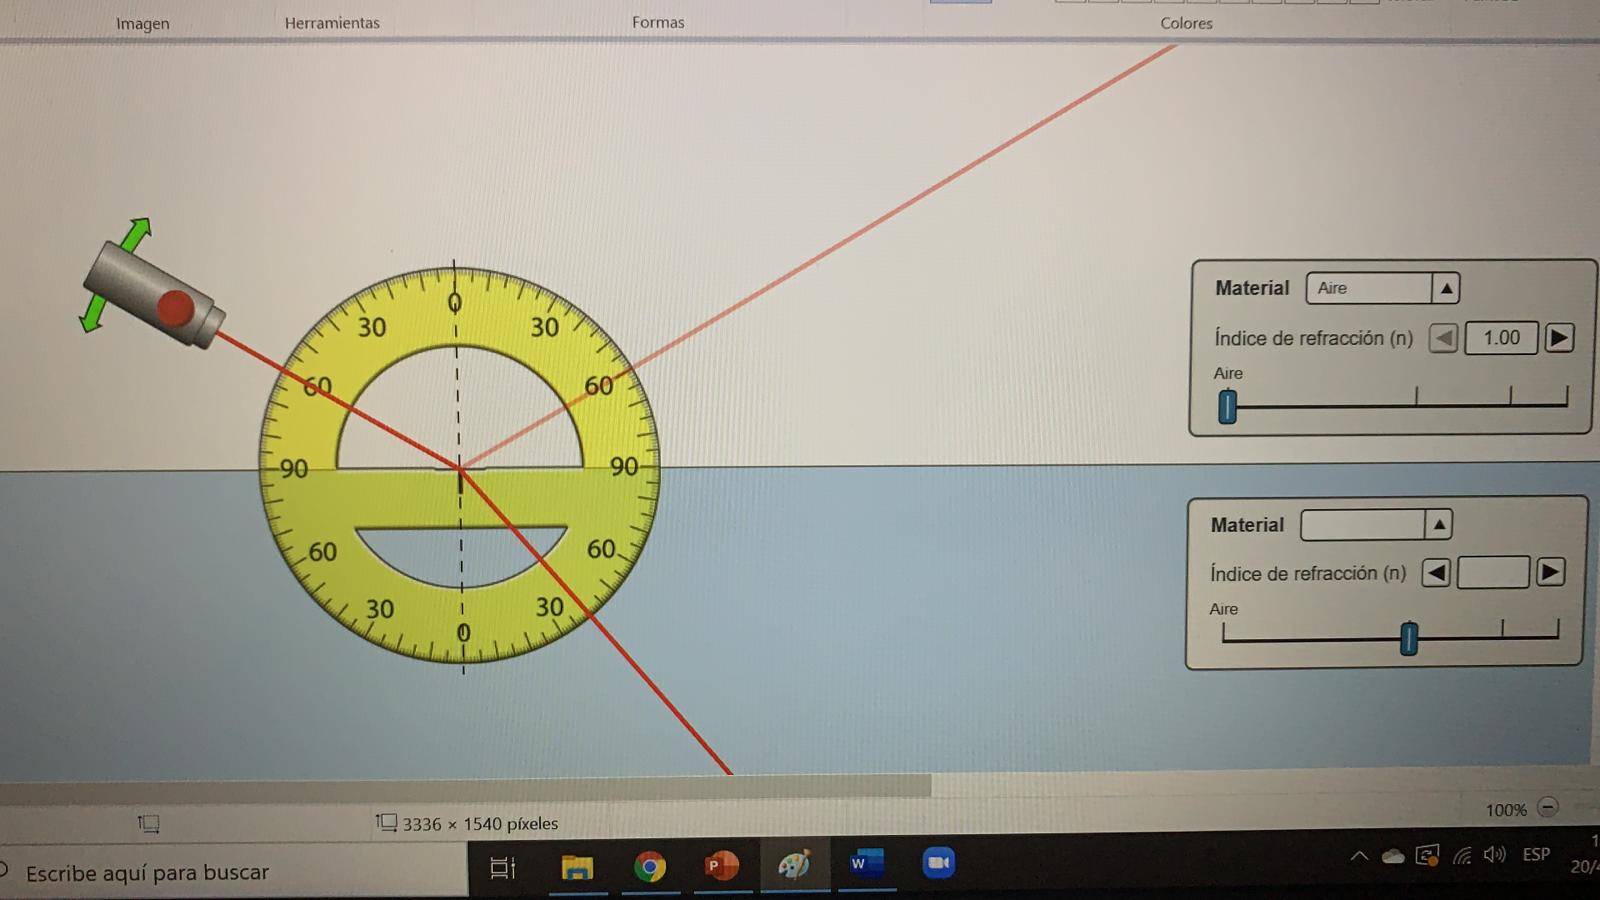 Imagen Herramientas Formas Colores
0
30 30
60 60
90 90
60 60
30 30
0
Material Aire
Índice de refracción (n) 1.00
Aire
Material
Índice de refracción (n)
Aire
100%
3336 × 1540 píxeles
Escribe aquí para buscar
P
W
ESP